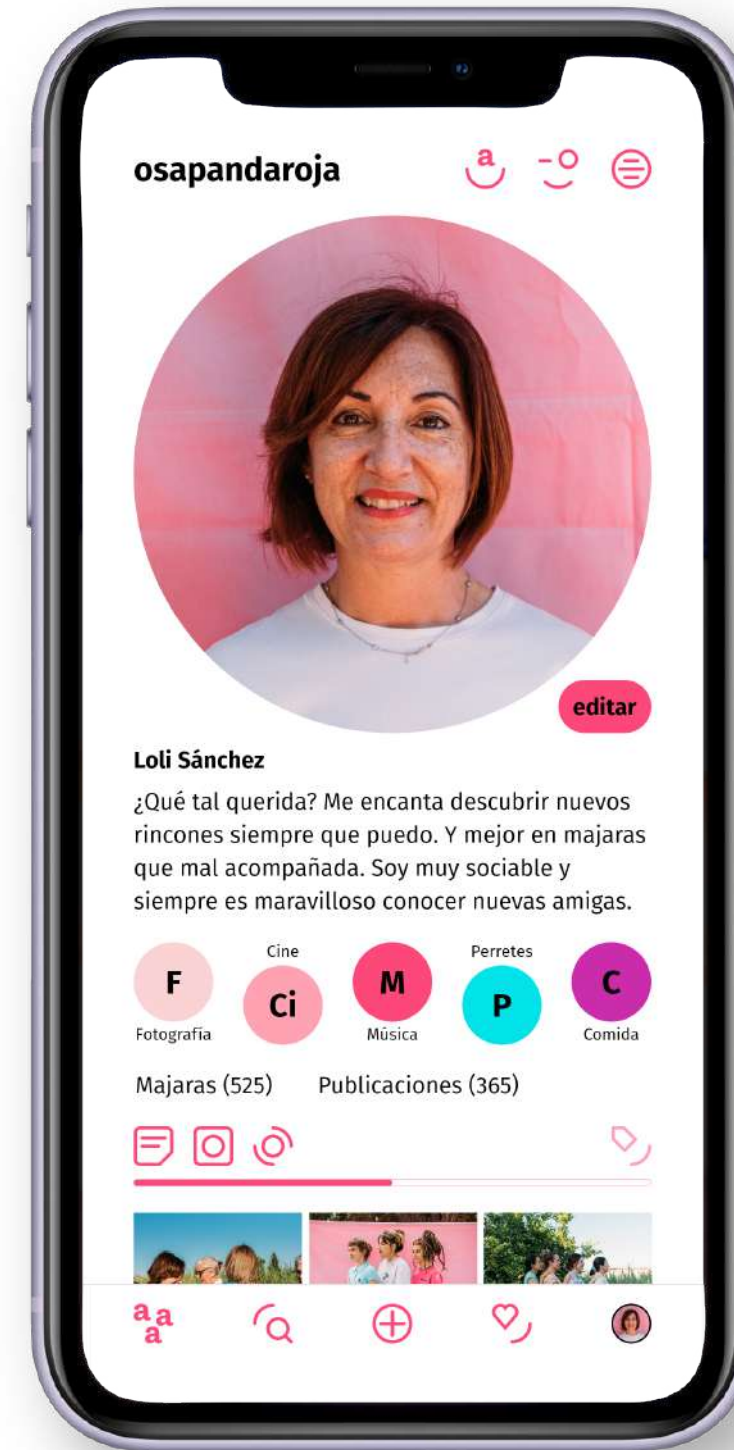 osapandaroja
a
editar
Loli Sánchez
¿Qué tal querida? Me encanta descubrir nuevos
rincones siempre que puedo. Y mejor en majaras
que mal acompañada. Soy muy sociable y
siempre es maravilloso conocer nuevas amigas.
F
Fotografía
Cine
Ci
M
Música
Perretes
P
C
Comida
Majaras (525) Publicaciones (365)
a a
a